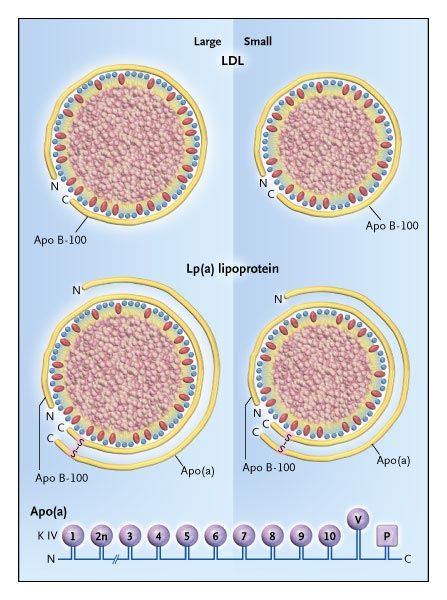 Large Small
LDL
N
C
Apo B-100
N
C
Apo B-100
Lp(a) lipoprotein
N
N
C
C
S
S
Apo B-100
Apo(a)
N
N
C
C
S
S
Apo B-100
Apo(a)
Apo(a)
K IV 1 2n 3 4 5 6 7 8 9 10 V P
N C